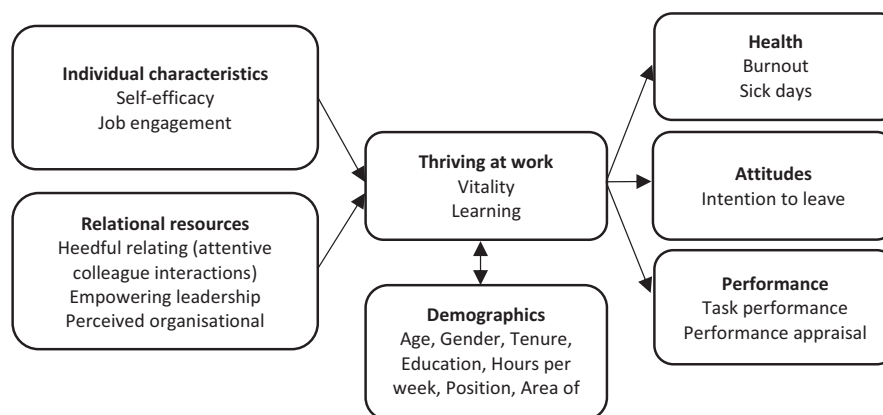 Individual characteristics
Self-efficacy
Job engagement
Relational resources
Heedful relating (attentive
colleague interactions)
Empowering leadership
Perceived organisational
Thriving at work
Vitality
Learning
Demographics
Age, Gender, Tenure,
Education, Hours per
week, Position, Area of
Health
Burnout
Sick days
Attitudes
Intention to leave
Performance
Task performance
Performance appraisal